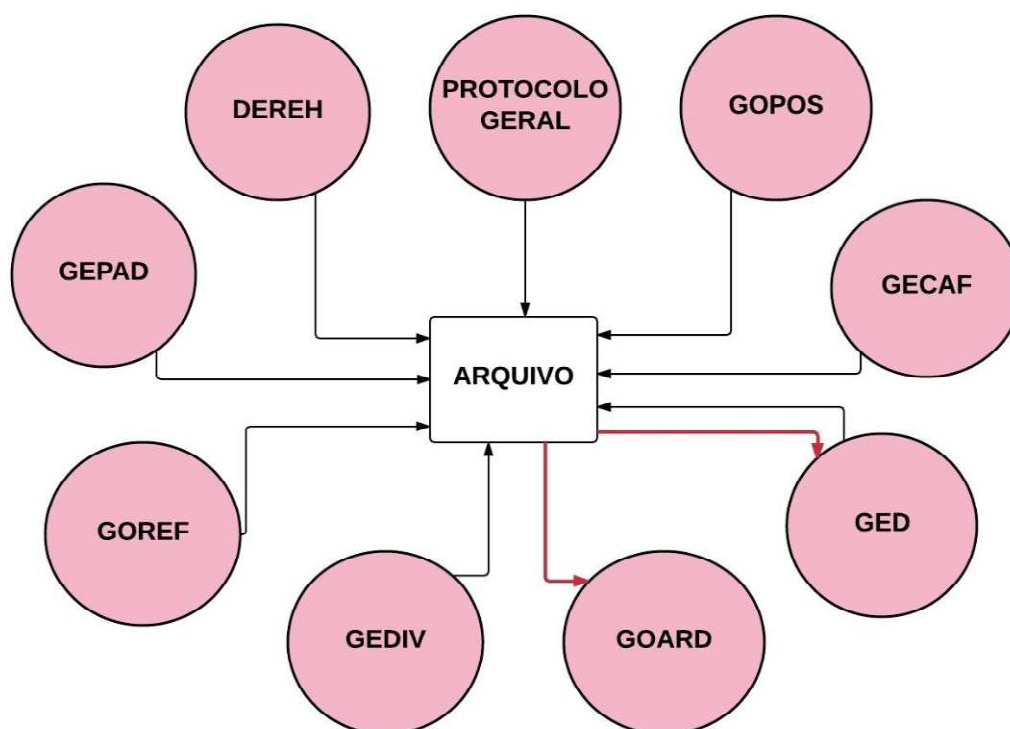 DEREH
PROTOCOLO
GERAL
GOPOS
GEPAD
GECAF
ARQUIVO
GOREF
GED
GEDIV
GOARD